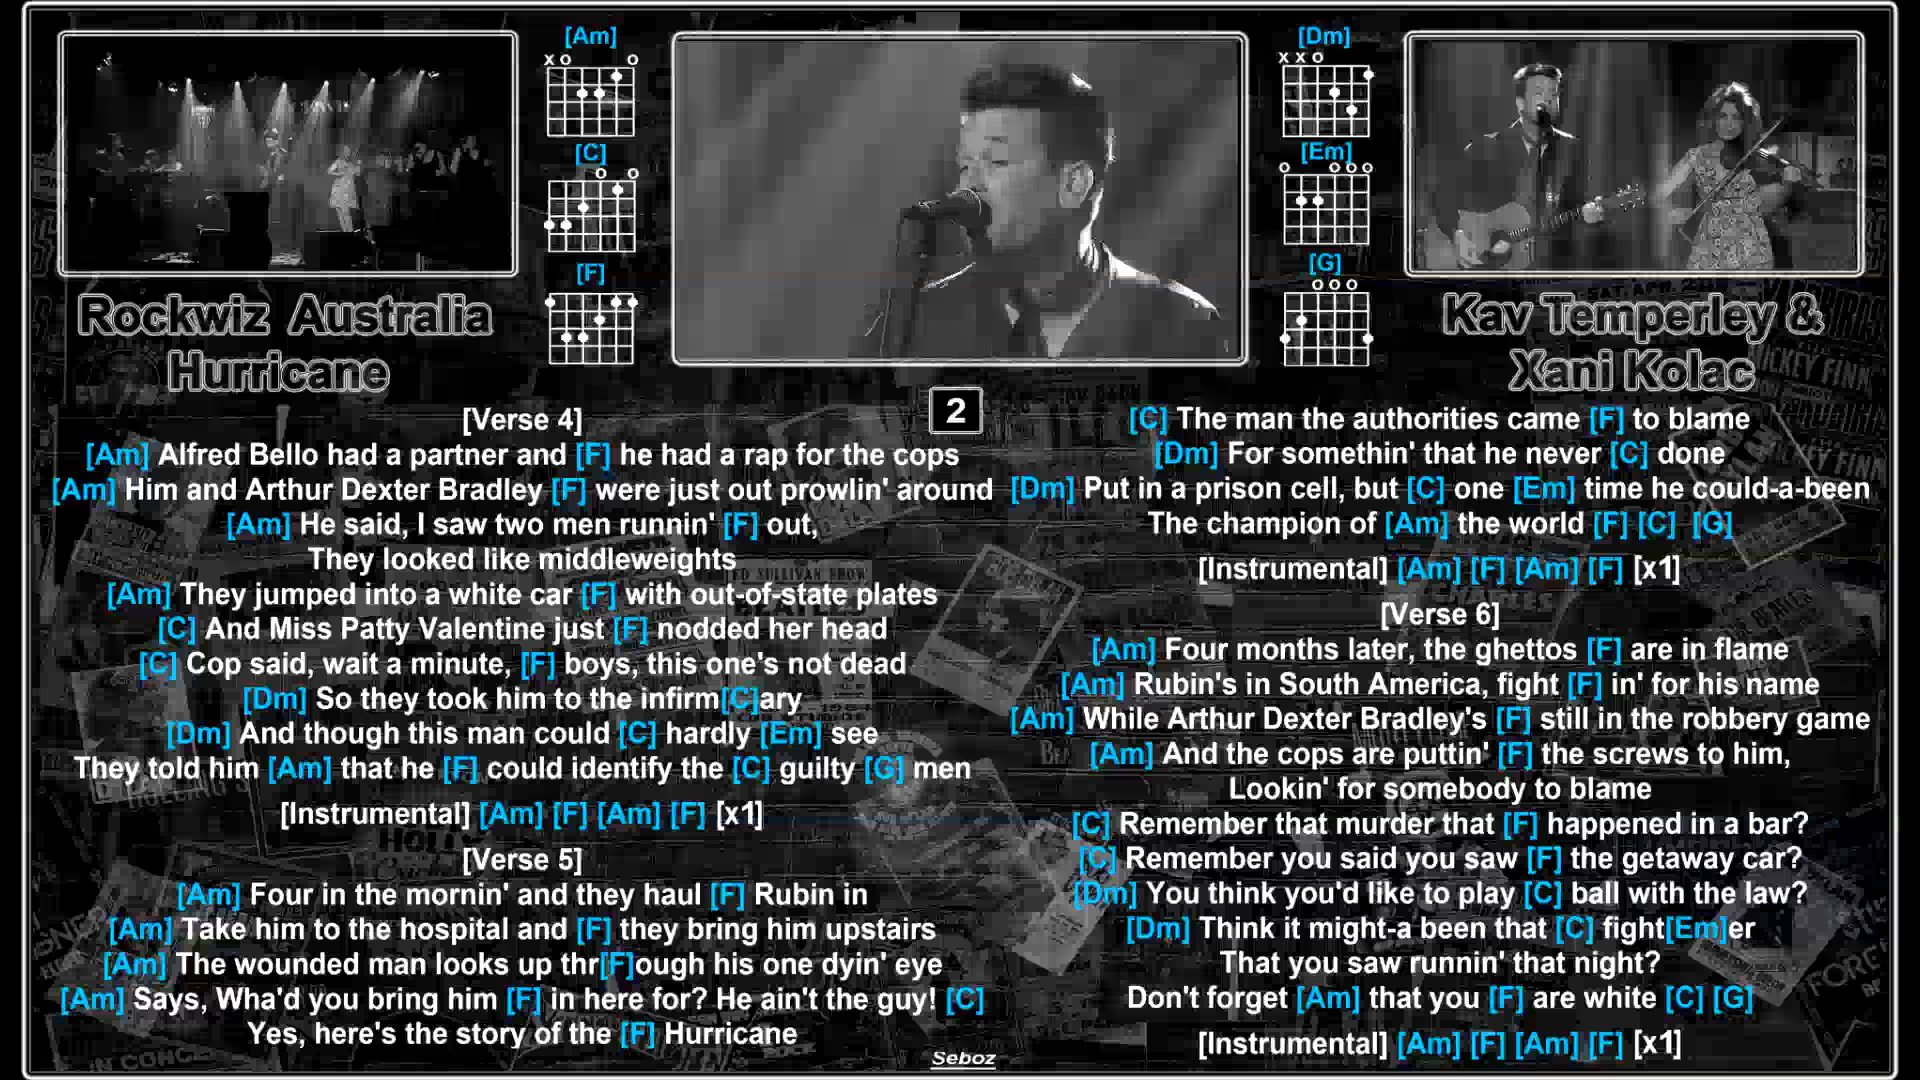 [Am]
x o o
[C]
o o
[F]
[Dm]
x x o
[Em]
o o o o
[G]
o o o
Rockwiz Australia
Hurricane
Kav Temperley &
Xani Kolac
2
[Verse 4]
[Am] Alfred Bello had a partner and [F] he had a rap for the cops
[Am] Him and Arthur Dexter Bradley [F] were just out prowlin' around
[Am] He said, I saw two men runnin' [F] out,
They looked like middleweights
[Am] They jumped into a white car [F] with out-of-state plates
[C] And Miss Patty Valentine just [F] nodded her head
[C] Cop said, wait a minute, [F] boys, this one's not dead
[Dm] So they took him to the infirm[C]ary
[Dm] And though this man could [C] hardly [Em] see
They told him [Am] that he [F] could identify the [C] guilty [G] men
[Instrumental] [Am] [F] [Am] [F] [x1]
[Verse 5]
[Am] Four in the mornin' and they haul [F] Rubin in
[Am] Take him to the hospital and [F] they bring him upstairs
[Am] The wounded man looks up thr[F]ough his one dyin' eye
[Am] Says, Wha'd you bring him [F] in here for? He ain't the guy! [C]
Yes, here's the story of the [F] Hurricane
[C] The man the authorities came [F] to blame
[Dm] For somethin' that he never [C] done
[Dm] Put in a prison cell, but [C] one [Em] time he could-a-been
The champion of [Am] the world [F] [C] [G]
[Instrumental] [Am] [F] [Am] [F] [x1]
[Verse 6]
[Am] Four months later, the ghettos [F] are in flame
[Am] Rubin's in South America, fight [F] in' for his name
[Am] While Arthur Dexter Bradley's [F] still in the robbery game
[Am] And the cops are puttin' [F] the screws to him,
Lookin' for somebody to blame
[C] Remember that murder that [F] happened in a bar?
[C] Remember you said you saw [F] the getaway car?
[Dm] You think you'd like to play [C] ball with the law?
[Dm] Think it might-a been that [C] fight[Em]er
That you saw runnin' that night?
Don't forget [Am] that you [F] are white [C] [G]
[Instrumental] [Am] [F] [Am] [F] [x1]
Seboz